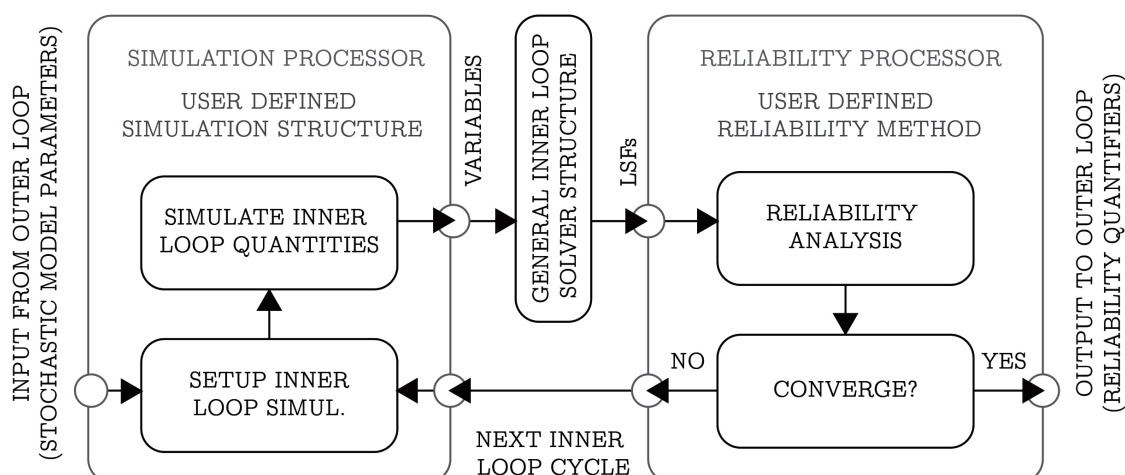 INPUT FROM OUTER LOOP
(STOCHASTIC MODEL PARAMETERS)
SIMULATION PROCESSOR
USER DEFINED
SIMULATION STRUCTURE
SIMULATE INNER
LOOP QUANTITIES
SETUP INNER
LOOP SIMUL.
VARIABLES
GENERAL INNER LOOP
SOLVER STRUCTURE
LSFs
RELIABILITY PROCESSOR
USER DEFINED
RELIABILITY METHOD
RELIABILITY
ANALYSIS
NO
CONVERGE?
YES
NEXT INNER
LOOP CYCLE
OUTPUT TO OUTER LOOP
(RELIABILITY QUANTIFIERS)